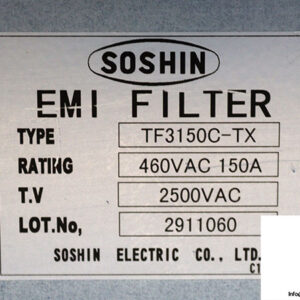 SOSHIN
EMI FILTER
TYPE TF3150C-TX
RATING 460VAC 150A
T.V 2500VAC
LOT.No, 2911060
SOSHIN ELECTRIC CO., LTD.